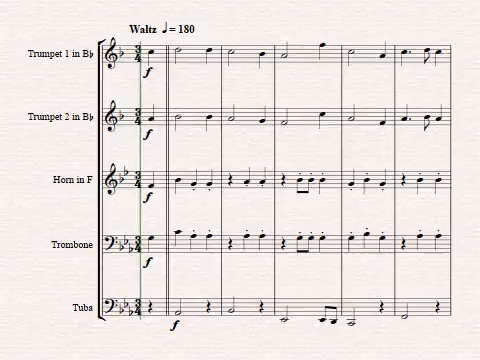 Waltz ♩= 180
Trumpet 1 in B♭
f
Trumpet 2 in B♭
f
Horn in F
f
Trombone
f
Tuba
f